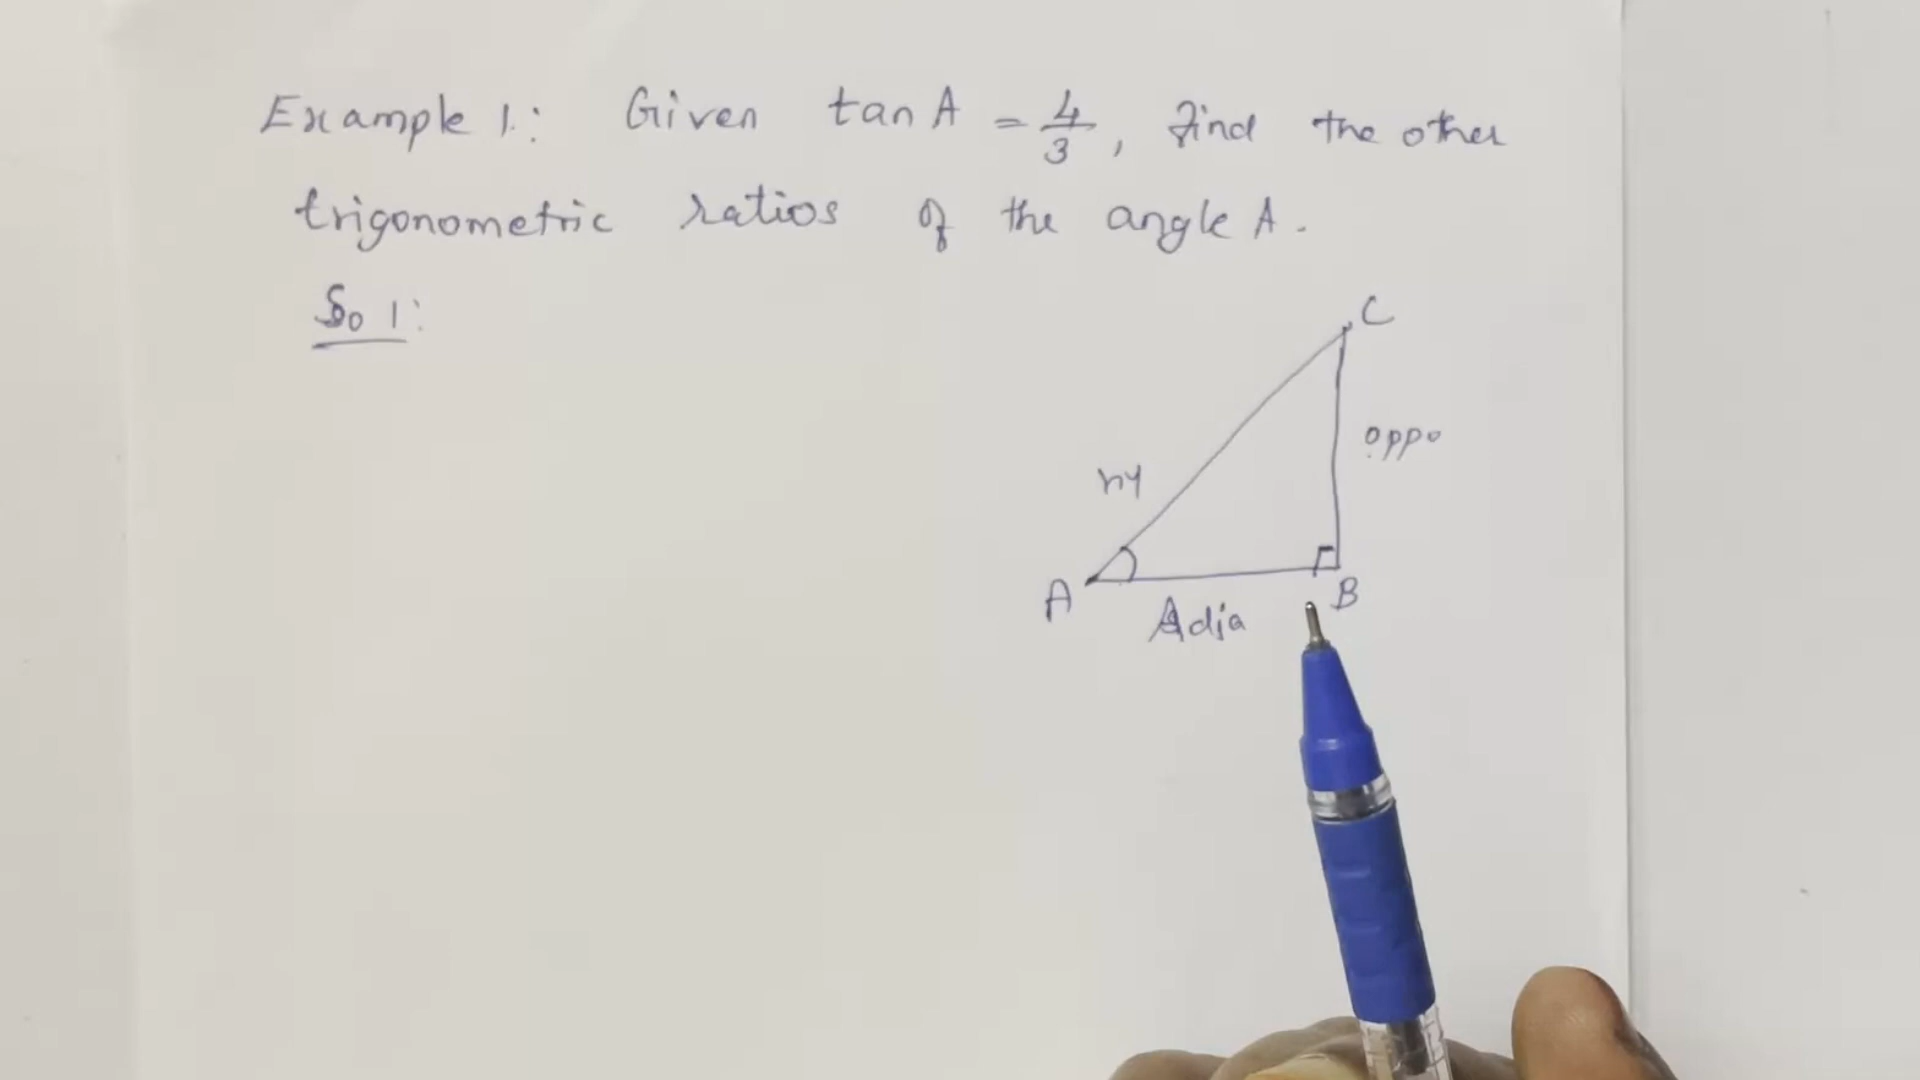 Example 1: Given tan A = 4/3, find the other
trigonometric ratios of the angle A.
Sol:
C
oppo
hy
A
B
Adja